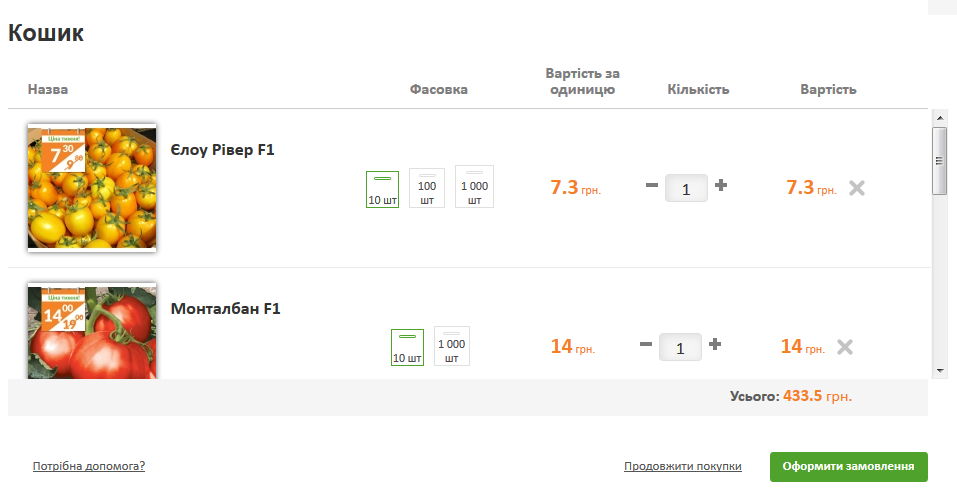 Кошик
Назва
Фасовка
Вартість за
одиницю
Кількість
Вартість
Ціна тижня!
7 30
9 80
Єлоу Рівер F1
10 шт
100
шт
1 000
шт
7.3 грн.
1
7.3 грн.
Ціна тижня!
14 00
19 00
Монталбан F1
10 шт
1 000
шт
14 грн.
1
14 грн.
Усього: 433.5 грн.
Потрібна допомога?
Продовжити покупки
Оформити замовлення